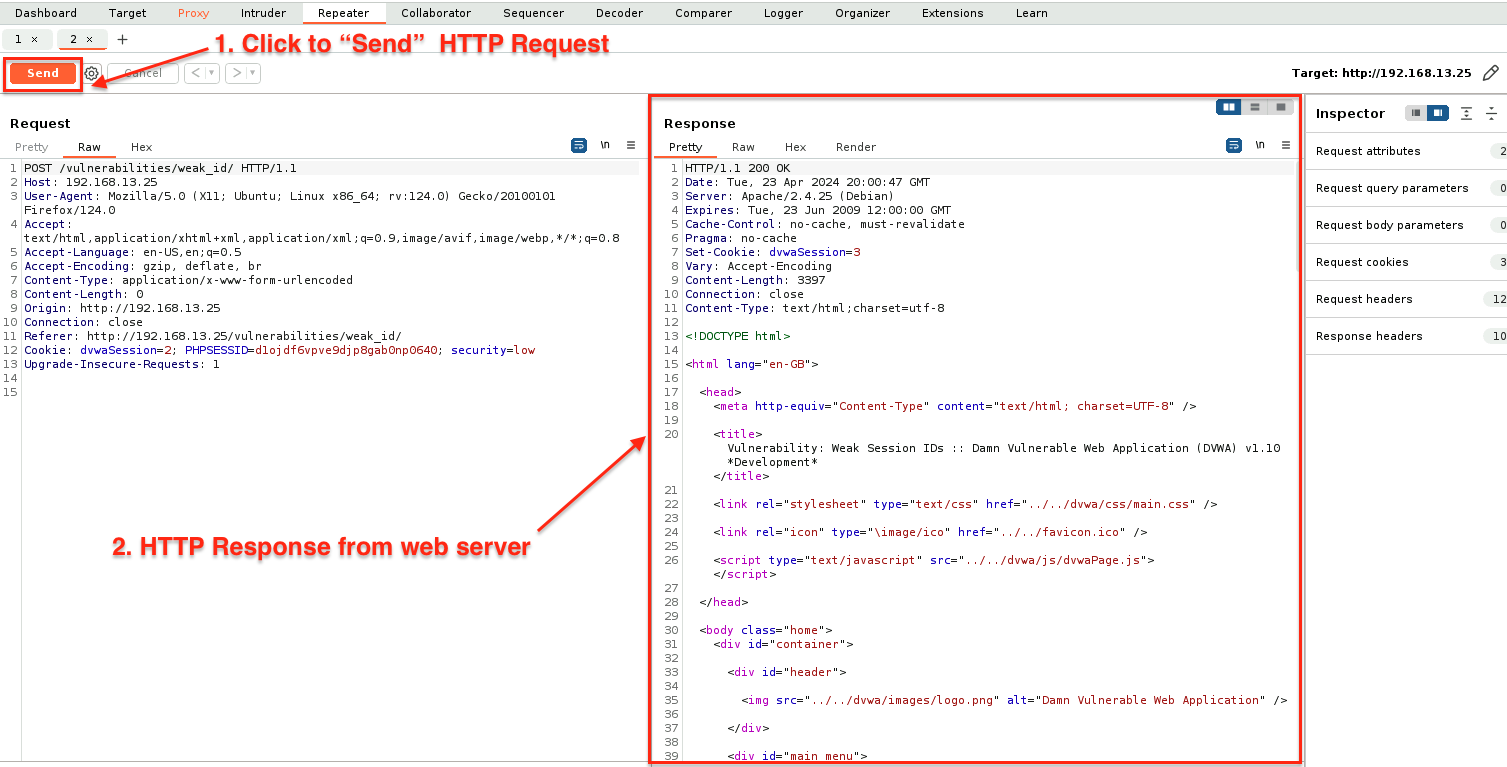 Dashboard Target Proxy Intruder Repeater Collaborator Sequencer Decoder Comparer Logger Organizer Extensions Learn
1 × 2 × +
1. Click to “Send” HTTP Request
Send Cancel < > Target: http://192.168.13.25
Request
Pretty Raw Hex \n
1 POST /vulnerabilities/weak_id/ HTTP/1.1
2 Host: 192.168.13.25
3 User-Agent: Mozilla/5.0 (X11; Ubuntu; Linux x86_64; rv:124.0) Gecko/20100101
Firefox/124.0
4 Accept:
text/html,application/xhtml+xml,application/xml;q=0.9,image/avif,image/webp,*/*;q=0.8
5 Accept-Language: en-US,en;q=0.5
6 Accept-Encoding: gzip, deflate, br
7 Content-Type: application/x-www-form-urlencoded
8 Content-Length: 0
9 Origin: http://192.168.13.25
10 Connection: close
11 Referer: http://192.168.13.25/vulnerabilities/weak_id/
12 Cookie: dvwaSession=2; PHPSESSID=d1ojdf6vpve9djp8gab0np0640; security=low
13 Upgrade-Insecure-Requests: 1
14
15
2. HTTP Response from web server
Response
Pretty Raw Hex Render \n
1 HTTP/1.1 200 OK
2 Date: Tue, 23 Apr 2024 20:00:47 GMT
3 Server: Apache/2.4.25 (Debian)
4 Expires: Tue, 23 Jun 2009 12:00:00 GMT
5 Cache-Control: no-cache, must-revalidate
6 Pragma: no-cache
7 Set-Cookie: dvwaSession=3
8 Vary: Accept-Encoding
9 Content-Length: 3397
10 Connection: close
11 Content-Type: text/html;charset=utf-8
12
13 <!DOCTYPE html>
14
15 <html lang="en-GB">
16
17 <head>
18 <meta http-equiv="Content-Type" content="text/html; charset=UTF-8" />
19
20 <title>
Vulnerability: Weak Session IDs :: Damn Vulnerable Web Application (DVWA) v1.10
*Development*
</title>
21
22 <link rel="stylesheet" type="text/css" href="../../dvwa/css/main.css" />
23
24 <link rel="icon" type="\image/ico" href="../../favicon.ico" />
25
26 <script type="text/javascript" src="../../dvwa/js/dvwaPage.js">
</script>
27
28 </head>
29
30 <body class="home">
31 <div id="container">
32
33 <div id="header">
34
35 <img src="../../dvwa/images/logo.png" alt="Damn Vulnerable Web Application" />
36
37 </div>
38
39 <div id="main_menu">
Inspector
Request attributes 2
Request query parameters 0
Request body parameters 0
Request cookies 3
Request headers 12
Response headers 10